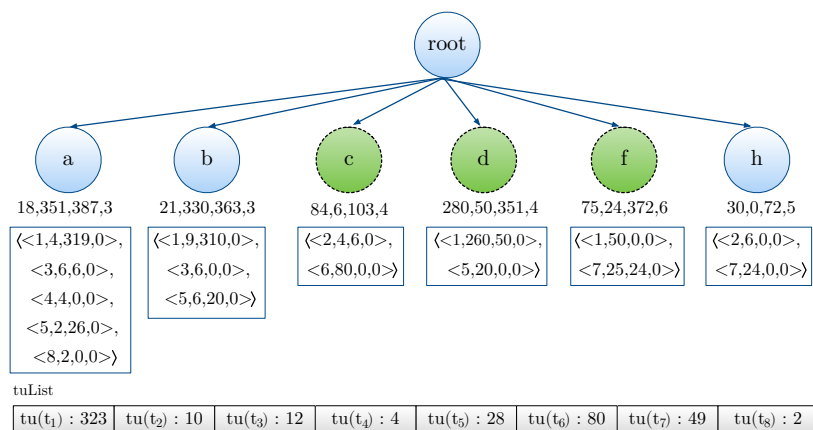 root
a b c d f h
18,351,387,3 21,330,363,3 84,6,103,4 280,50,351,4 75,24,372,6 30,0,72,5
⟨<1,4,319,0>, ⟨<1,9,310,0>, ⟨<2,4,6,0>, ⟨<1,260,50,0>, ⟨<1,50,0,0>, ⟨<2,6,0,0>,
<3,6,6,0>, <3,6,0,0>, <6,80,0,0>⟩ <5,20,0,0>⟩ <7,25,24,0>⟩ <7,24,0,0>⟩
<4,4,0,0>, <5,6,20,0>⟩
<5,2,26,0>,
<8,2,0,0>⟩
tuList
tu(t₁) : 323 tu(t₂) : 10 tu(t₃) : 12 tu(t₄) : 4 tu(t₅) : 28 tu(t₆) : 80 tu(t₇) : 49 tu(t₈) : 2